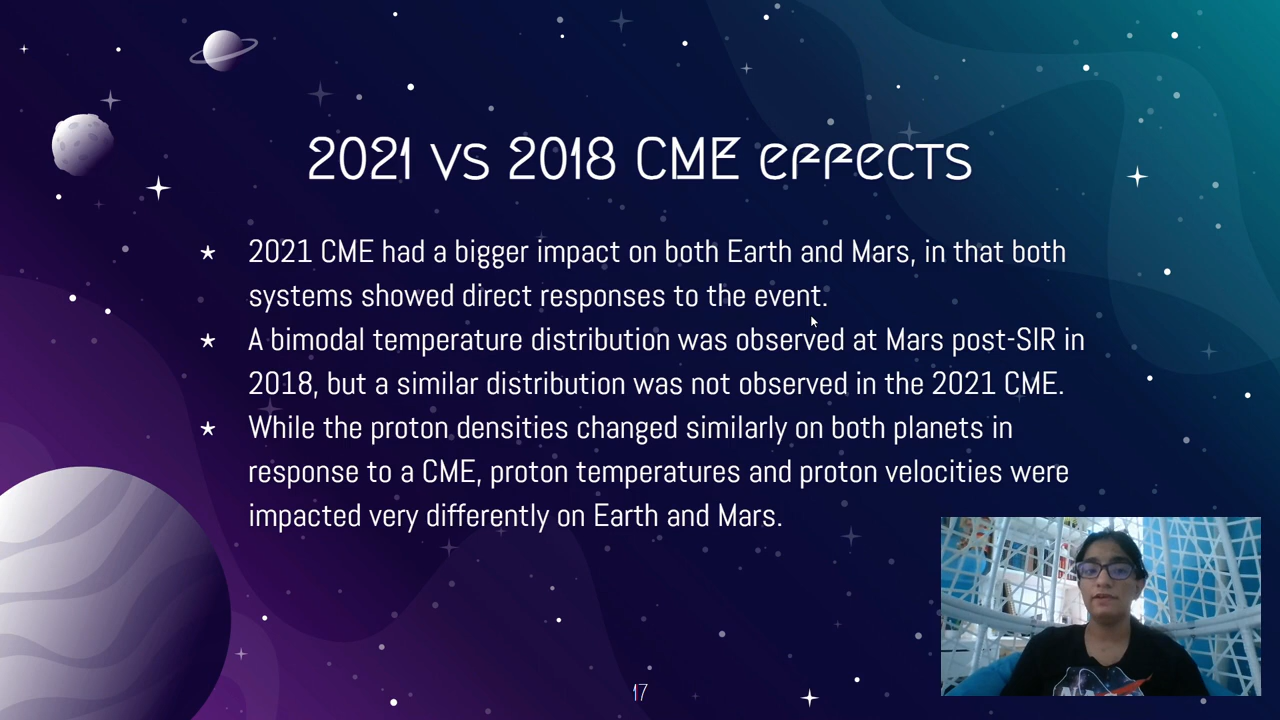 2021 vs 2018 CME effects
★ 2021 CME had a bigger impact on both Earth and Mars, in that both
systems showed direct responses to the event.
★ A bimodal temperature distribution was observed at Mars post-SIR in
2018, but a similar distribution was not observed in the 2021 CME.
★ While the proton densities changed similarly on both planets in
response to a CME, proton temperatures and proton velocities were
impacted very differently on Earth and Mars.
17